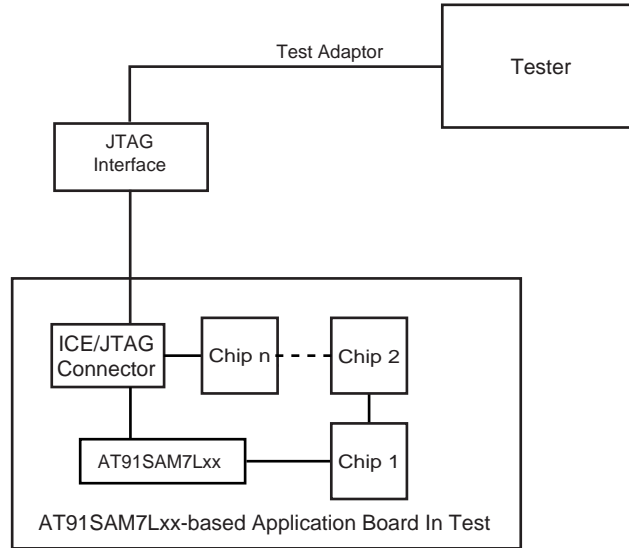 Test Adaptor
Tester
JTAG
Interface
ICE/JTAG
Connector
Chip n
Chip 2
AT91SAM7Lxx
Chip 1
AT91SAM7Lxx-based Application Board In Test